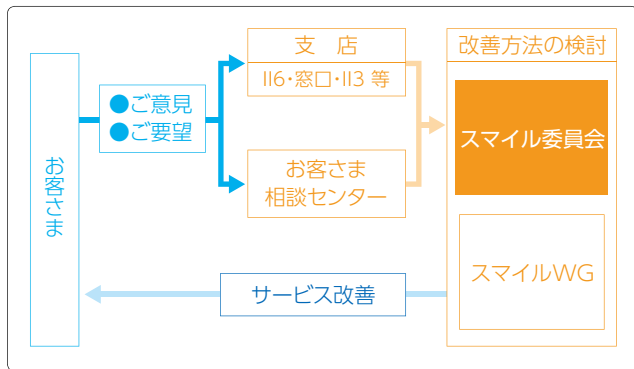 お客さま
●ご意見
●ご要望
支　店
116・窓口・113 等
お客さま
相談センター
改善方法の検討
スマイル委員会
スマイルWG
サービス改善